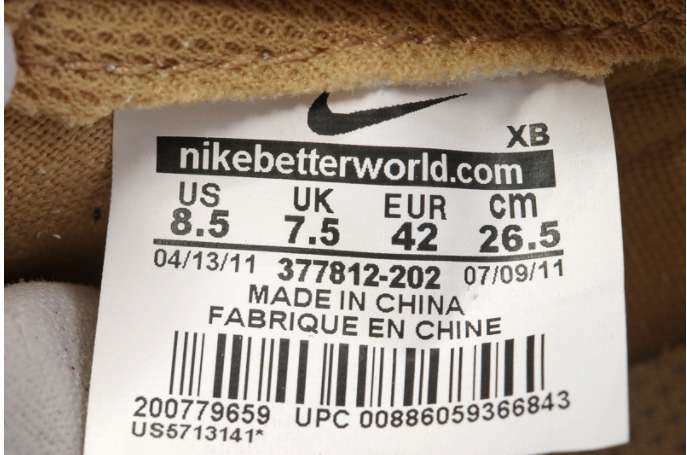 XB
nikebetterworld.com
US UK EUR cm
8.5 7.5 42 26.5
04/13/11 377812-202 07/09/11
MADE IN CHINA
FABRIQUE EN CHINE
200779659 UPC 00886059366843
US5713141*